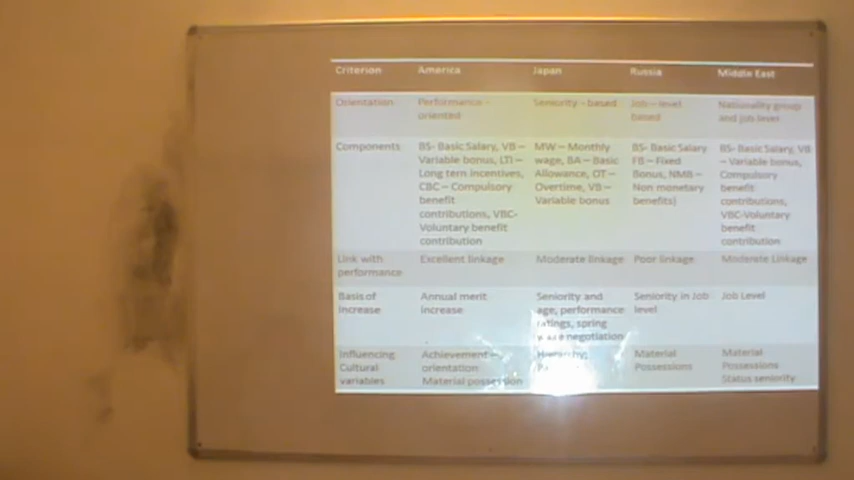 Criterion America Japan Russia Middle East
Orientation Performance - Seniority - based Job – level Nationality group
oriented based and job level
Components BS- Basic Salary, VB – MW – Monthly BS- Basic Salary BS- Basic Salary, VB
Variable bonus, LTI – wage, BA – Basic FB – Fixed – Variable bonus,
Long tern incentives, Allowance, OT – Bonus, NMB – Compulsory
CBC – Compulsory Overtime, VB – Non monetary benefit
benefit Variable bonus benefits) contributions,
contributions, VBC- VBC-Voluntary
Voluntary benefit benefit
contribution contribution
Link with Excellent linkage Moderate linkage Poor linkage Moderate Linkage
performance
Basis of Annual merit Seniority and Seniority in Job Job Level
Increase increase age, performance level
ratings, spring
negotiation
Influencing Achievement – Hierarchy, Material Material
Cultural orientation Possessions Possessions
variables Material possession Status seniority